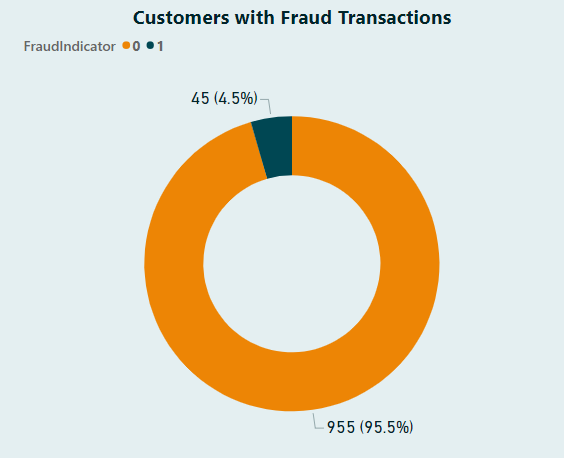 Customers with Fraud Transactions
FraudIndicator 0 1
45 (4.5%)
955 (95.5%)